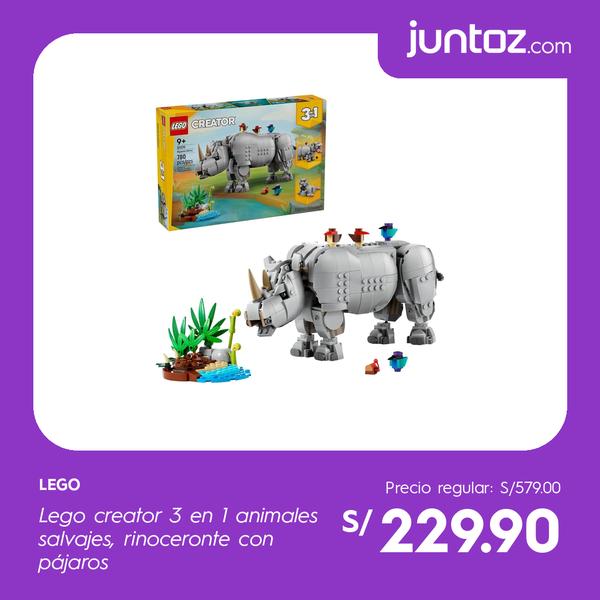 juntoz.com
LEGO CREATOR
3in1
9+
780
LEGO
Precio regular: S/579.00
Lego creator 3 en 1 animales
salvajes, rinoceronte con
pájaros
S/229.90